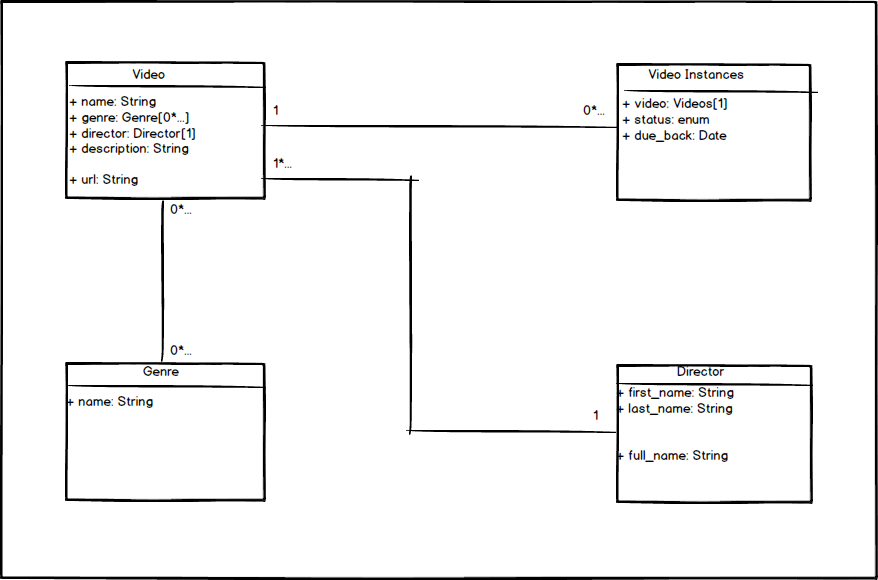 Video
+ name: String
+ genre: Genre[0*...]
+ director: Director[1]
+ description: String
+ url: String
1
0*...
Video Instances
+ video: Videos[1]
+ status: enum
+ due_back: Date
1*...
0*...
0*...
Genre
+ name: String
1
Director
+ first_name: String
+ last_name: String
+ full_name: String